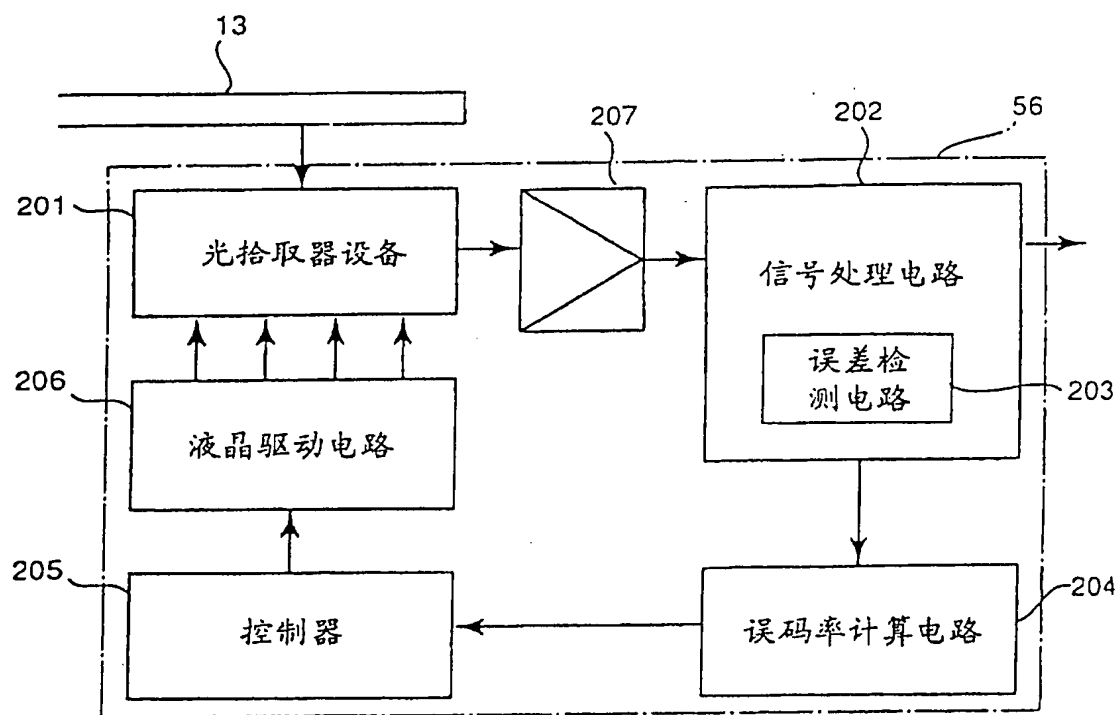 13
207
202
56
201
光拾取器设备
信号处理电路
误差检
测电路
203
206
液晶驱动电路
205
控制器
误码率计算电路
204